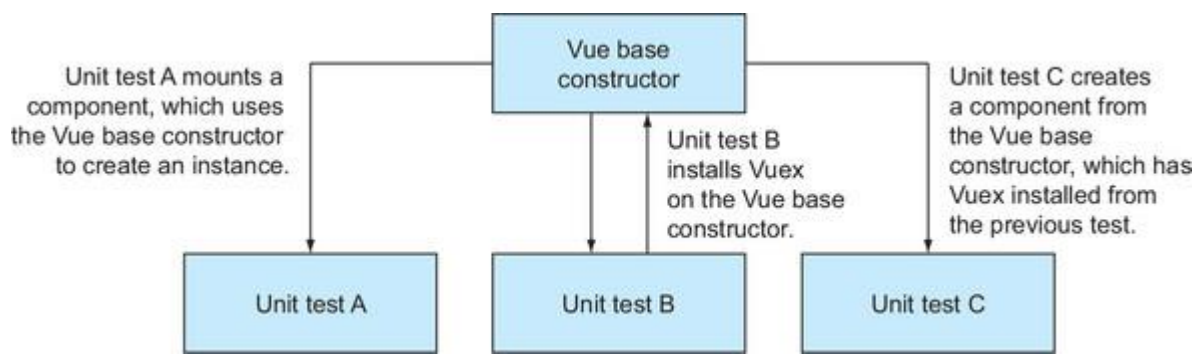 Vue base
constructor
Unit test A mounts a
component, which uses
the Vue base constructor
to create an instance.
Unit test B
installs Vuex
on the Vue base
constructor.
Unit test C creates
a component from
the Vue base
constructor, which has
Vuex installed from
the previous test.
Unit test A
Unit test B
Unit test C